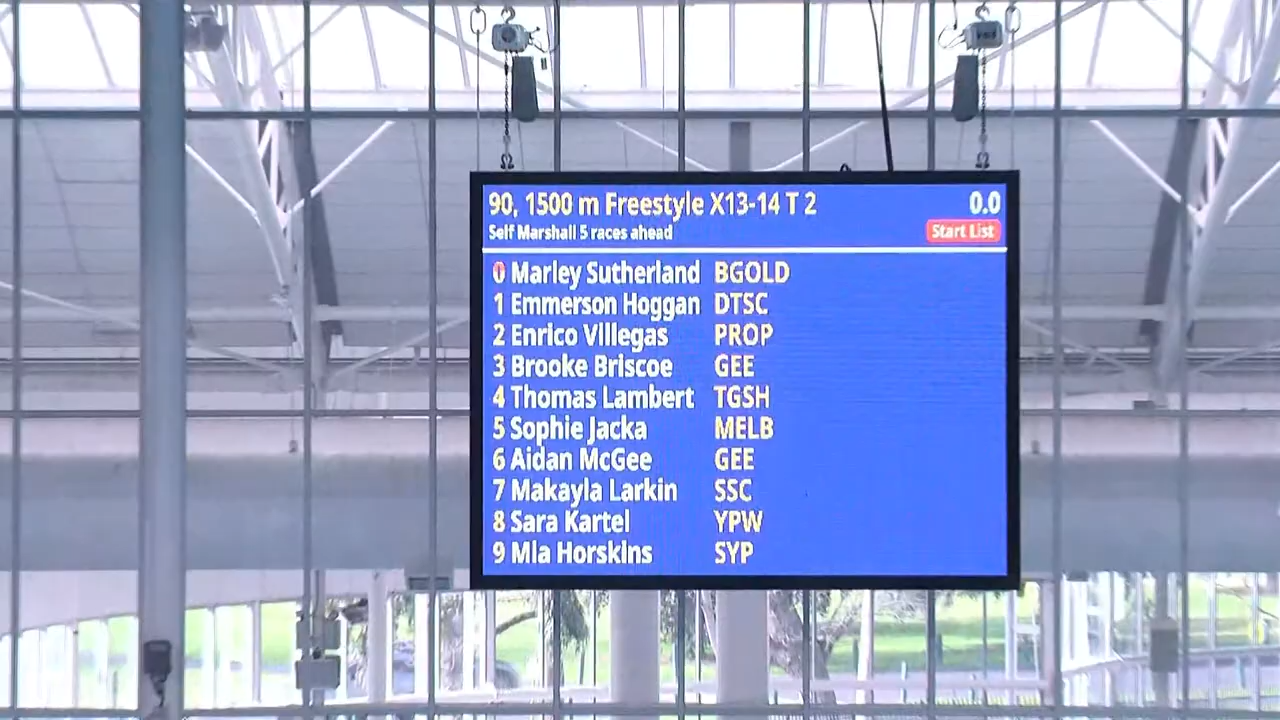 90, 1500 m Freestyle X13-14 T 2 0.0
Self Marshall 5 races ahead Start List
0 Marley Sutherland BGOLD
1 Emmerson Hoggan DTSC
2 Enrico Villegas PROP
3 Brooke Briscoe GEE
4 Thomas Lambert TGSH
5 Sophie Jacka MELB
6 Aidan McGee GEE
7 Makayla Larkin SSC
8 Sara Kartel YPW
9 Mia Horskins SYP